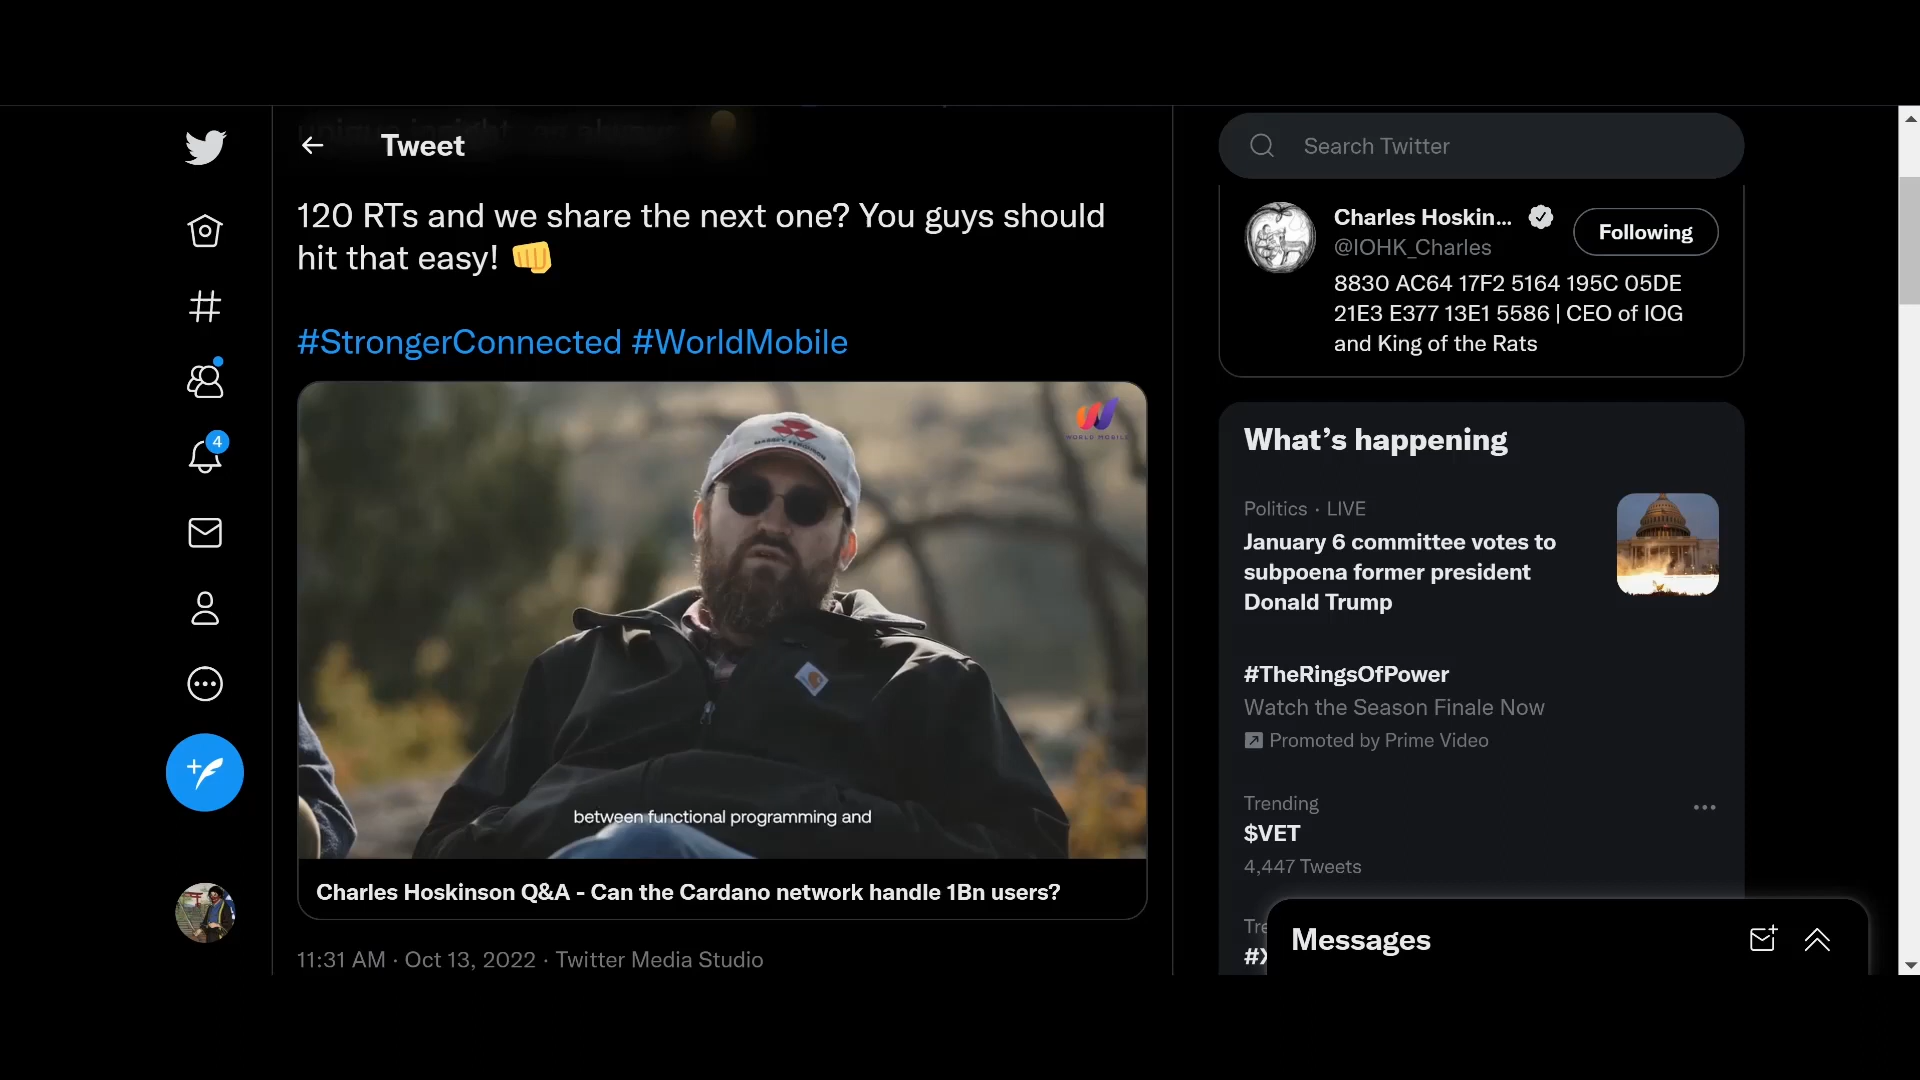 Tweet
120 RTs and we share the next one? You guys should
hit that easy! 👊
#StrongerConnected #WorldMobile
WORLD MOBILE
MASSEY FERGUSON
between functional programming and
Charles Hoskinson Q&A - Can the Cardano network handle 1Bn users?
11:31 AM · Oct 13, 2022 · Twitter Media Studio
4
Search Twitter
Charles Hoskin...
@IOHK_Charles
Following
8830 AC64 17F2 5164 195C 05DE
21E3 E377 13E1 5586 | CEO of IOG
and King of the Rats
What's happening
Politics · LIVE
January 6 committee votes to
subpoena former president
Donald Trump
#TheRingsOfPower
Watch the Season Finale Now
Promoted by Prime Video
Trending
$VET
4,447 Tweets
Messages